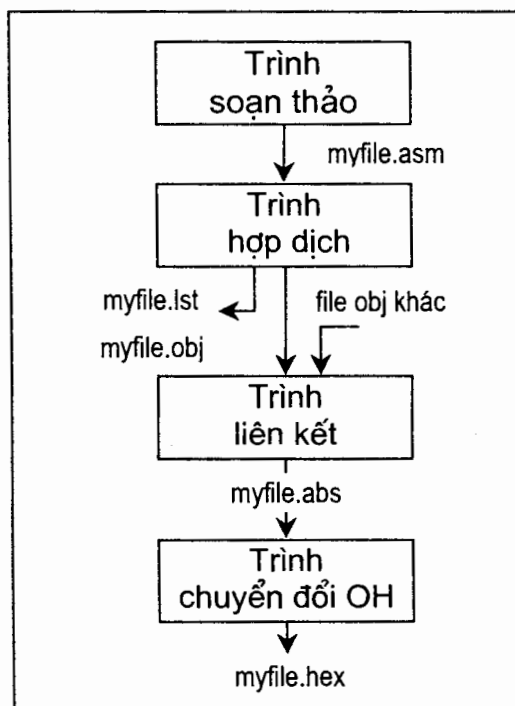 Trình
soạn thảo
myfile.asm
Trình
hợp dịch
myfile.lst
file obj khác
myfile.obj
Trình
liên kết
myfile.abs
Trình
chuyển đổi OH
myfile.hex